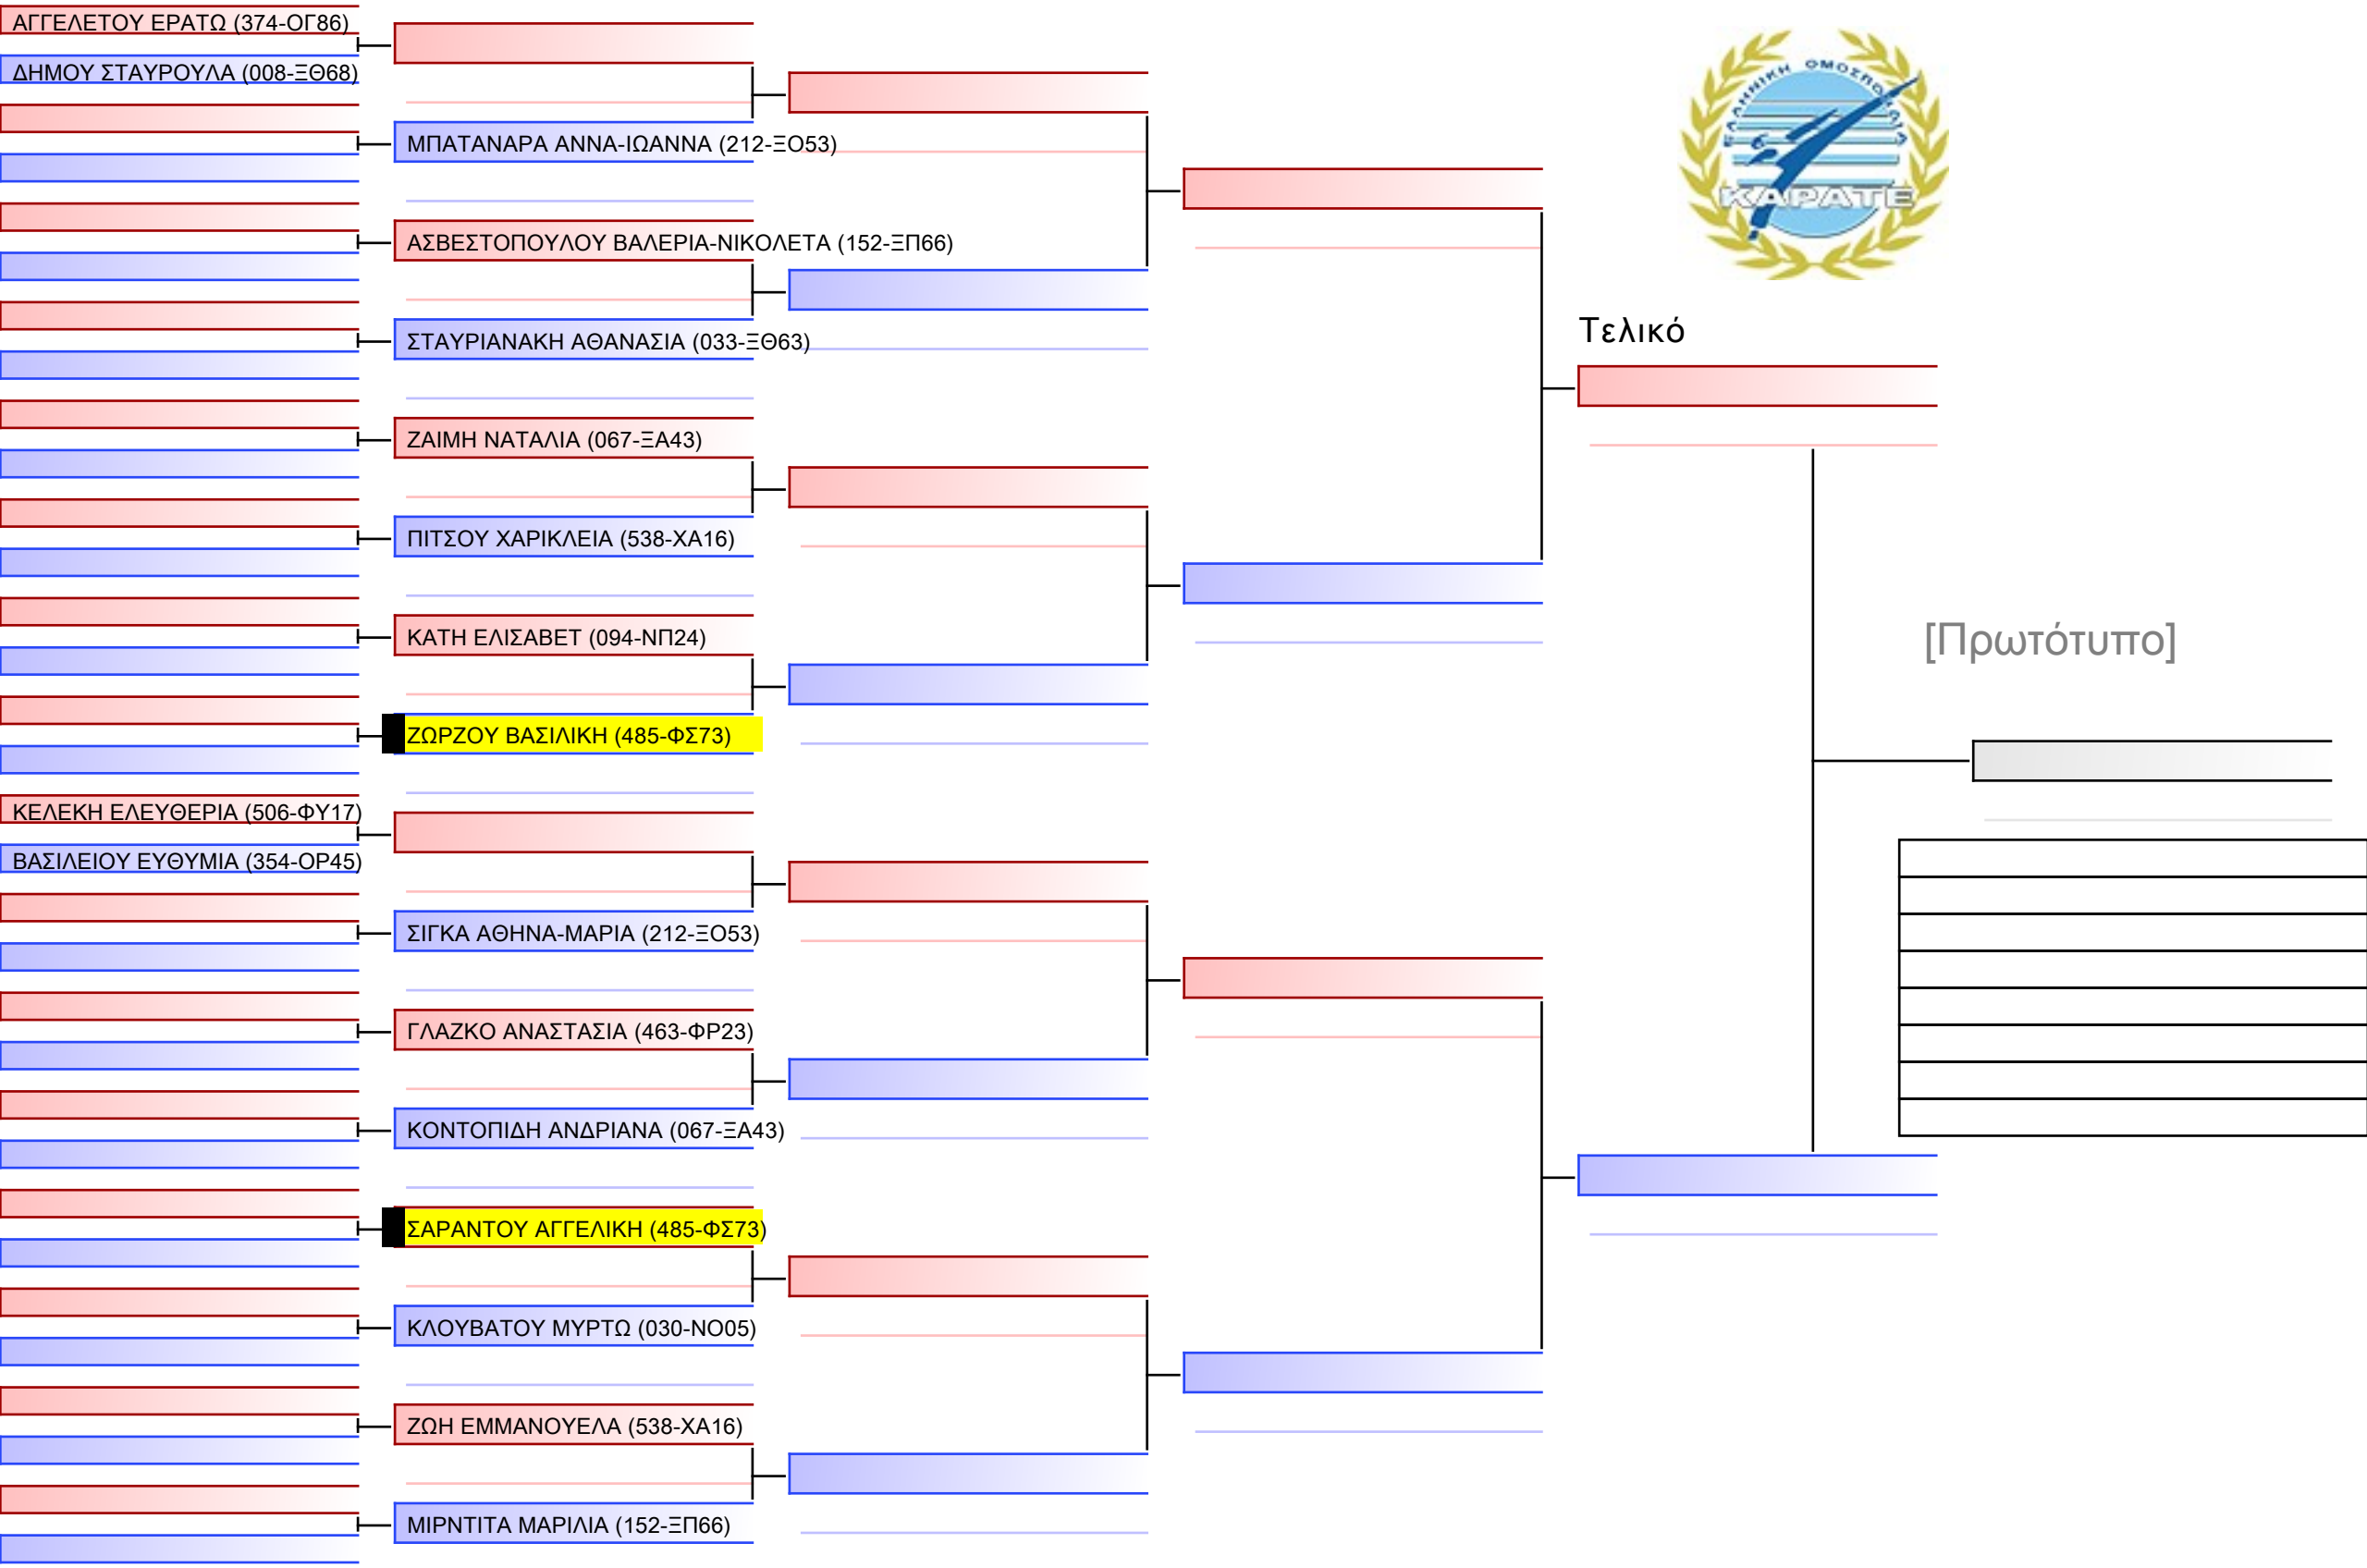 ΑΓΓΕΛΕΤΟΥ ΕΡΑΤΩ (374-ΟΓ86)
ΔΗΜΟΥ ΣΤΑΥΡΟΥΛΑ (008-ΞΘ68)
ΜΠΑΤΑΝΑΡΑ ΑΝΝΑ-ΙΩΑΝΝΑ (212-ΞΟ53)
ΑΣΒΕΣΤΟΠΟΥΛΟΥ ΒΑΛΕΡΙΑ-ΝΙΚΟΛΕΤΑ (152-ΞΠ66)
ΣΤΑΥΡΙΑΝΑΚΗ ΑΘΑΝΑΣΙΑ (033-ΞΘ63)
ΖΑΙΜΗ ΝΑΤΑΛΙΑ (067-ΞΑ43)
ΠΙΤΣΟΥ ΧΑΡΙΚΛΕΙΑ (538-ΧΑ16)
ΚΑΤΗ ΕΛΙΣΑΒΕΤ (094-ΝΠ24)
ΖΩΡΖΟΥ ΒΑΣΙΛΙΚΗ (485-ΦΣ73)
ΚΕΛΕΚΗ ΕΛΕΥΘΕΡΙΑ (506-ΦΥ17)
ΒΑΣΙΛΕΙΟΥ ΕΥΘΥΜΙΑ (354-ΟΡ45)
ΣΙΓΚΑ ΑΘΗΝΑ-ΜΑΡΙΑ (212-ΞΟ53)
ΓΛΑΖΚΟ ΑΝΑΣΤΑΣΙΑ (463-ΦΡ23)
ΚΟΝΤΟΠΙΔΗ ΑΝΔΡΙΑΝΑ (067-ΞΑ43)
ΣΑΡΑΝΤΟΥ ΑΓΓΕΛΙΚΗ (485-ΦΣ73)
ΚΛΟΥΒΑΤΟΥ ΜΥΡΤΩ (030-ΝΟ05)
ΖΩΗ ΕΜΜΑΝΟΥΕΛΑ (538-ΧΑ16)
ΜΙΡΝΤΙΤΑ ΜΑΡΙΛΙΑ (152-ΞΠ66)
ΕΛΛΗΝΙΚΗ ΟΜΟΣΠΟΝΔΙΑ
ΚΑΡΑΤΕ
Τελικό
[Πρωτότυπο]